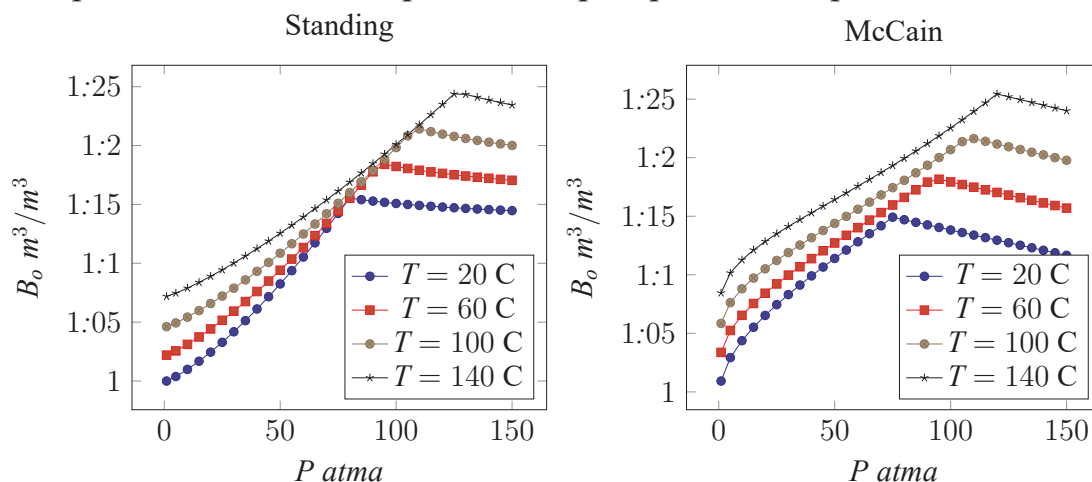 Standing
1:25
1:2
1:15
1:1
1:05
1
B_o m^3/m^3
T = 20 C
T = 60 C
T = 100 C
T = 140 C
0
50
100
150
P atma
McCain
1:25
1:2
1:15
1:1
1:05
1
B_o m^3/m^3
T = 20 C
T = 60 C
T = 100 C
T = 140 C
0
50
100
150
P atma